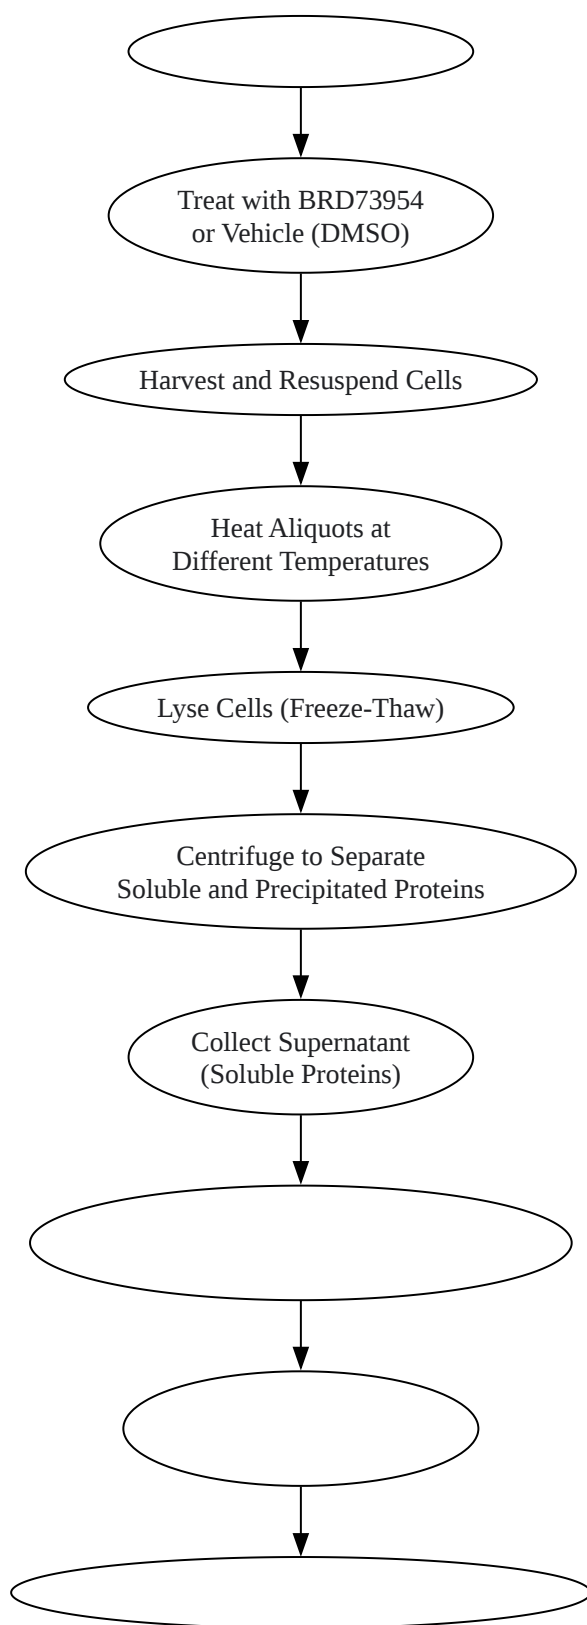 Treat with BRD73954
or Vehicle (DMSO)
Harvest and Resuspend Cells
Heat Aliquots at
Different Temperatures
Lyse Cells (Freeze-Thaw)
Centrifuge to Separate
Soluble and Precipitated Proteins
Collect Supernatant
(Soluble Proteins)